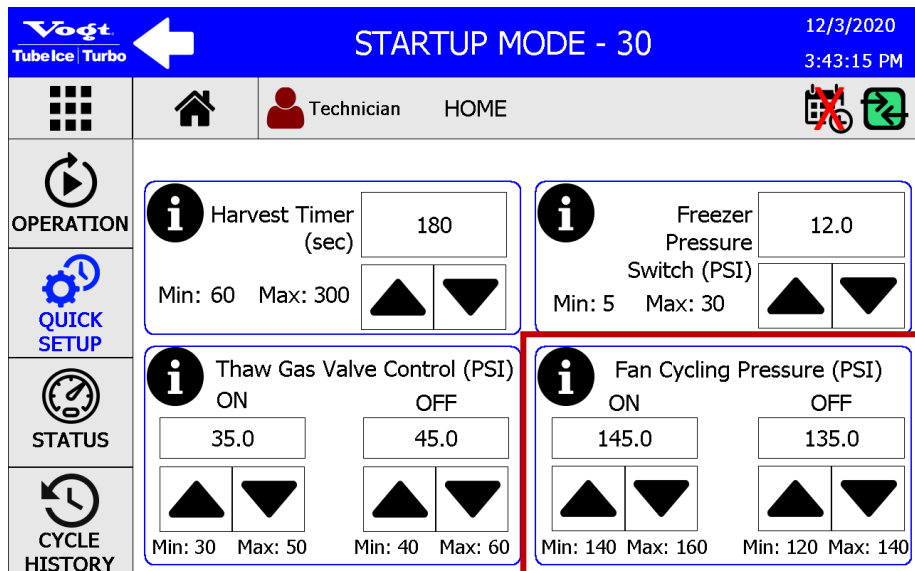 Vogt
TubeIce | Turbo
STARTUP MODE - 30
12/3/2020
3:43:15 PM
Technician
HOME
OPERATION
QUICK
SETUP
STATUS
CYCLE
HISTORY
Harvest Timer
(sec)
180
Min: 60 Max: 300
Freezer
Pressure
Switch (PSI)
12.0
Min: 5 Max: 30
Thaw Gas Valve Control (PSI)
ON OFF
35.0 45.0
Min: 30 Max: 50 Min: 40 Max: 60
Fan Cycling Pressure (PSI)
ON OFF
145.0 135.0
Min: 140 Max: 160 Min: 120 Max: 140